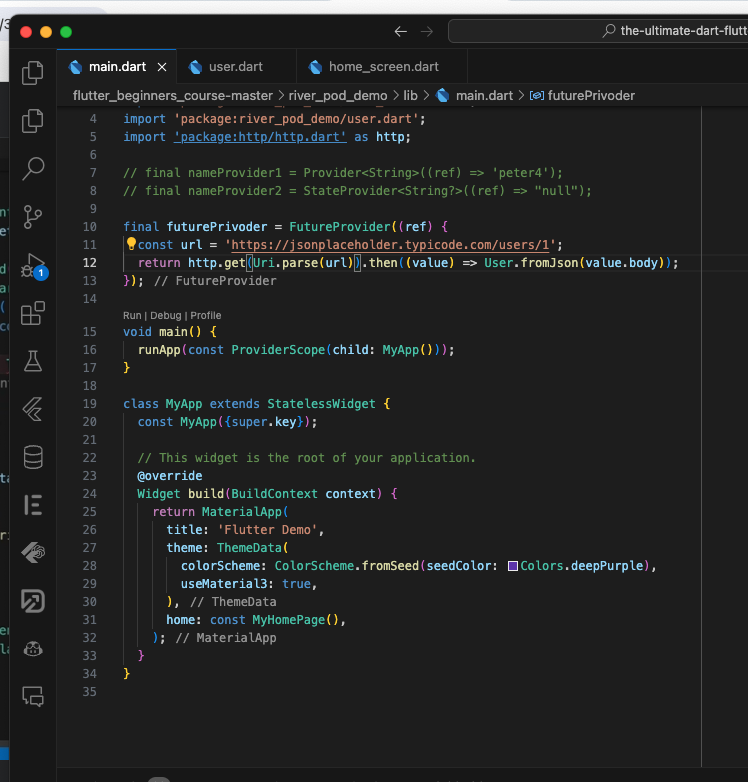 the-ultimate-dart-flutt
main.dart
user.dart
home_screen.dart
flutter_beginners_course-master > river_pod_demo > lib > main.dart > futurePrivoder
4 import 'package:river_pod_demo/user.dart';
5 import 'package:http/http.dart' as http;
6
7 // final nameProvider1 = Provider<String>((ref) => 'peter4');
8 // final nameProvider2 = StateProvider<String?>((ref) => "null");
9
10 final futurePrivoder = FutureProvider((ref) {
11 const url = 'https://jsonplaceholder.typicode.com/users/1';
12 return http.get(Uri.parse(url)).then((value) => User.fromJson(value.body));
13 }); // FutureProvider
14
Run | Debug | Profile
15 void main() {
16 runApp(const ProviderScope(child: MyApp()));
17 }
18
19 class MyApp extends StatelessWidget {
20 const MyApp({super.key});
21
22 // This widget is the root of your application.
23 @override
24 Widget build(BuildContext context) {
25 return MaterialApp(
26 title: 'Flutter Demo',
27 theme: ThemeData(
28 colorScheme: ColorScheme.fromSeed(seedColor: Colors.deepPurple),
29 useMaterial3: true,
30 ), // ThemeData
31 home: const MyHomePage(),
32 ); // MaterialApp
33 }
34 }
35
1